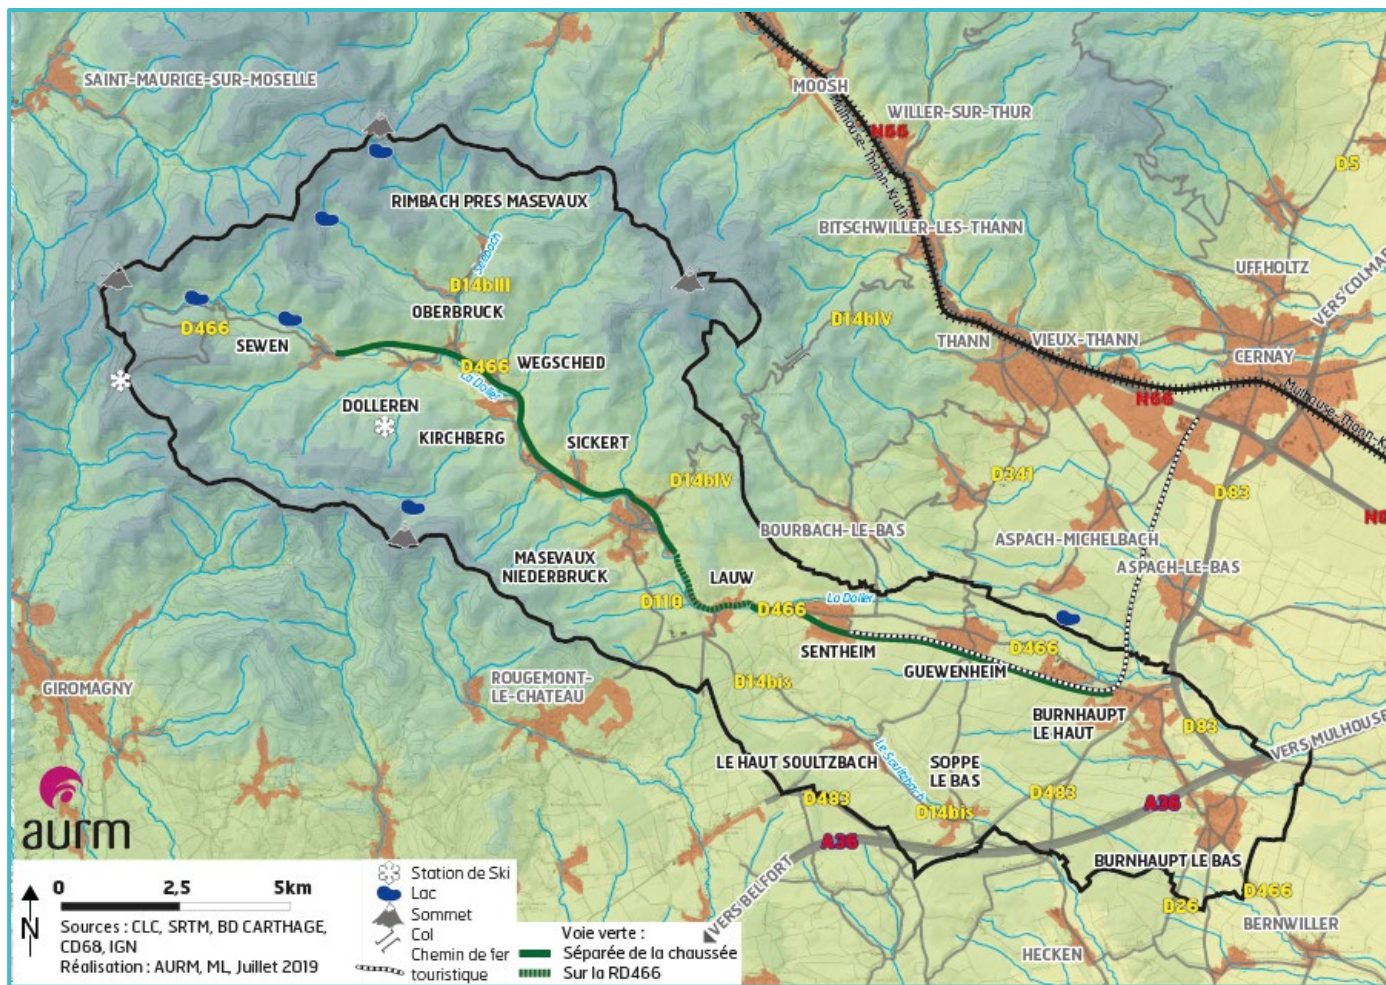 SAINT-MAURICE-SUR-MOSELLE
MOOSH
WILLER-SUR-THUR
N66
Mulhouse-Thann-Kruth
D5
RIMBACH PRES MASEVAUX
BITSCHWILLER-LES-THANN
UFFHOLTZ
VERS COLMAR
D14bIII
OBERBRUCK
D466
SEWEN
D14bIV
THANN
VIEUX-THANN
CERNAY
D466
WEGSCHEID
La Doller
N66
Mulhouse-Thann-K
DOLLEREN
KIRCHBERG
SICKERT
D14bIV
D341
D83
N6
BOURBACH-LE-BAS
ASPACH-MICHELBACH
ASPACH-LE-BAS
MASEVAUX
NIEDERBRUCK
LAUW
D118
D466
La Doller
SENTHEIM
D466
GUEWENHEIM
D14bis
ROUGEMONT-
LE-CHATEAU
GIROMAGNY
BURNHAUPT
LE HAUT
D83
VERS MULHOUSE
LE HAUT SOULTZBACH
Le Soultzbach
SOPPE
LE BAS
D483
D14bis
D483
A36
A36
BURNHAUPT LE BAS
D466
D26
BERNWILLER
HECKEN
VERS BELFORT
aurm
0 2,5 5km
N
Sources : CLC, SRTM, BD CARTHAGE,
CD68, IGN
Réalisation : AURM, ML, Juillet 2019
Station de Ski
Lac
Sommet
Col
Chemin de fer
touristique
Voie verte :
Séparée de la chaussée
Sur la RD466